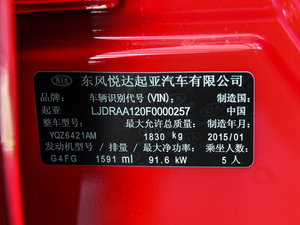 KIA 东风悦达起亚汽车有限公司
品牌: 车辆识别代号(VIN): 制造国:
起亚 LJDRAA120F0000257 中国
整车型号: 最大允许总质量: 制造年月:
YQZ6421AM 1830 kg 2015/01
发动机型号 / 排量 / 最大净功率: 乘坐人数:
G4FG 1591 ml 91.6 kW 5 人